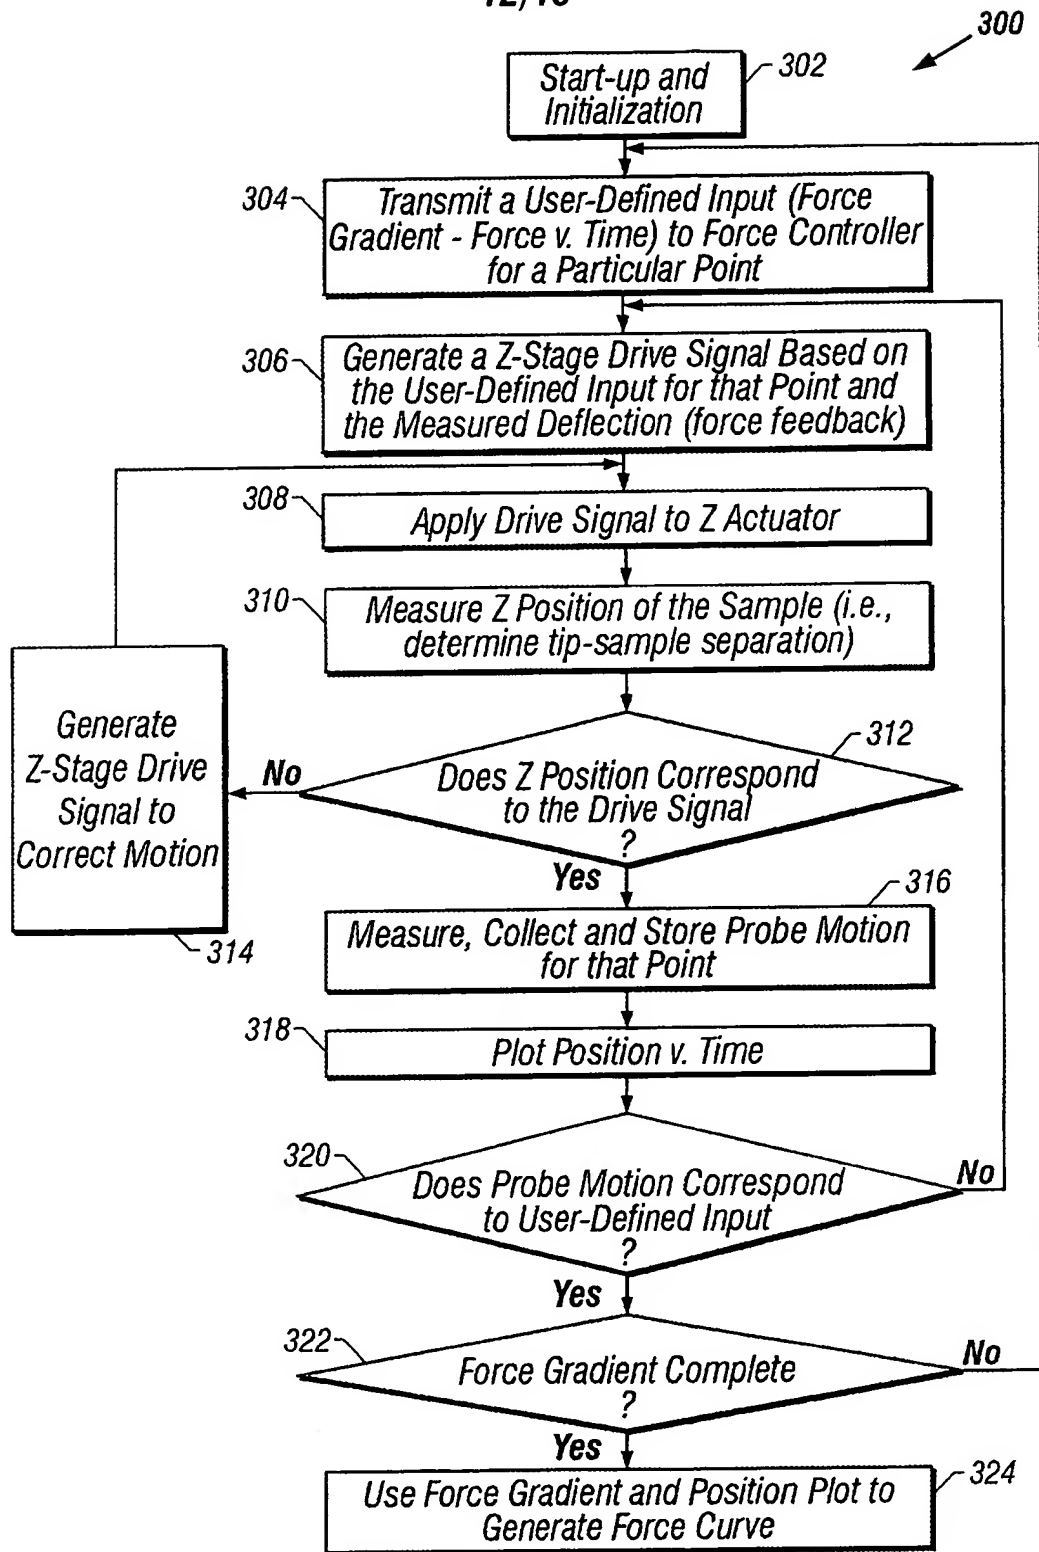 300
Start-up and
Initialization
302
304
Transmit a User-Defined Input (Force
Gradient - Force v. Time) to Force Controller
for a Particular Point
306
Generate a Z-Stage Drive Signal Based on
the User-Defined Input for that Point and
the Measured Deflection (force feedback)
308
Apply Drive Signal to Z Actuator
310
Measure Z Position of the Sample (i.e.,
determine tip-sample separation)
312
Does Z Position Correspond
to the Drive Signal
?
No
Generate
Z-Stage Drive
Signal to
Correct Motion
314
Yes
316
Measure, Collect and Store Probe Motion
for that Point
318
Plot Position v. Time
320
Does Probe Motion Correspond
to User-Defined Input
?
No
Yes
322
Force Gradient Complete
?
No
Yes
324
Use Force Gradient and Position Plot to
Generate Force Curve